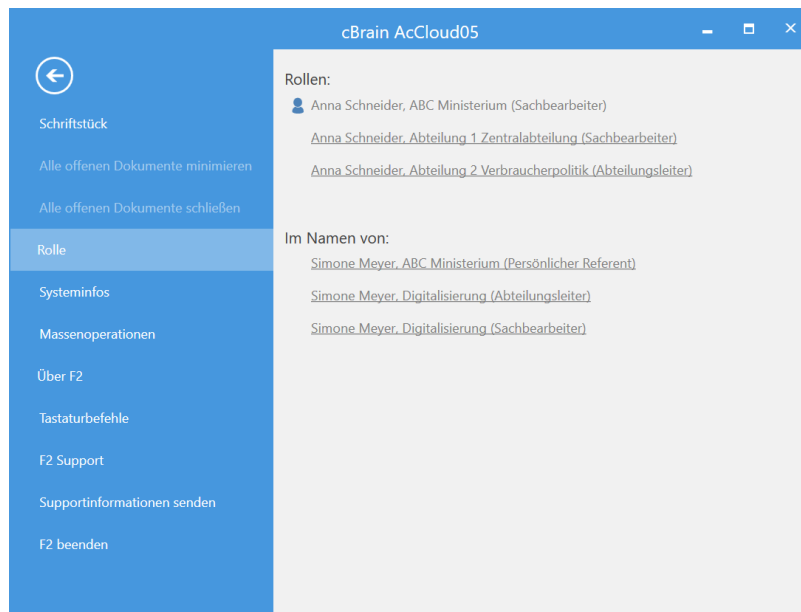 cBrain AcCloud05
Schriftstück
Alle offenen Dokumente minimieren
Alle offenen Dokumente schließen
Rolle
Systeminfos
Massenoperationen
Über F2
Tastaturbefehle
F2 Support
Supportinformationen senden
F2 beenden
Rollen:
Anna Schneider, ABC Ministerium (Sachbearbeiter)
Anna Schneider, Abteilung 1 Zentralabteilung (Sachbearbeiter)
Anna Schneider, Abteilung 2 Verbraucherpolitik (Abteilungsleiter)
Im Namen von:
Simone Meyer, ABC Ministerium (Persönlicher Referent)
Simone Meyer, Digitalisierung (Abteilungsleiter)
Simone Meyer, Digitalisierung (Sachbearbeiter)